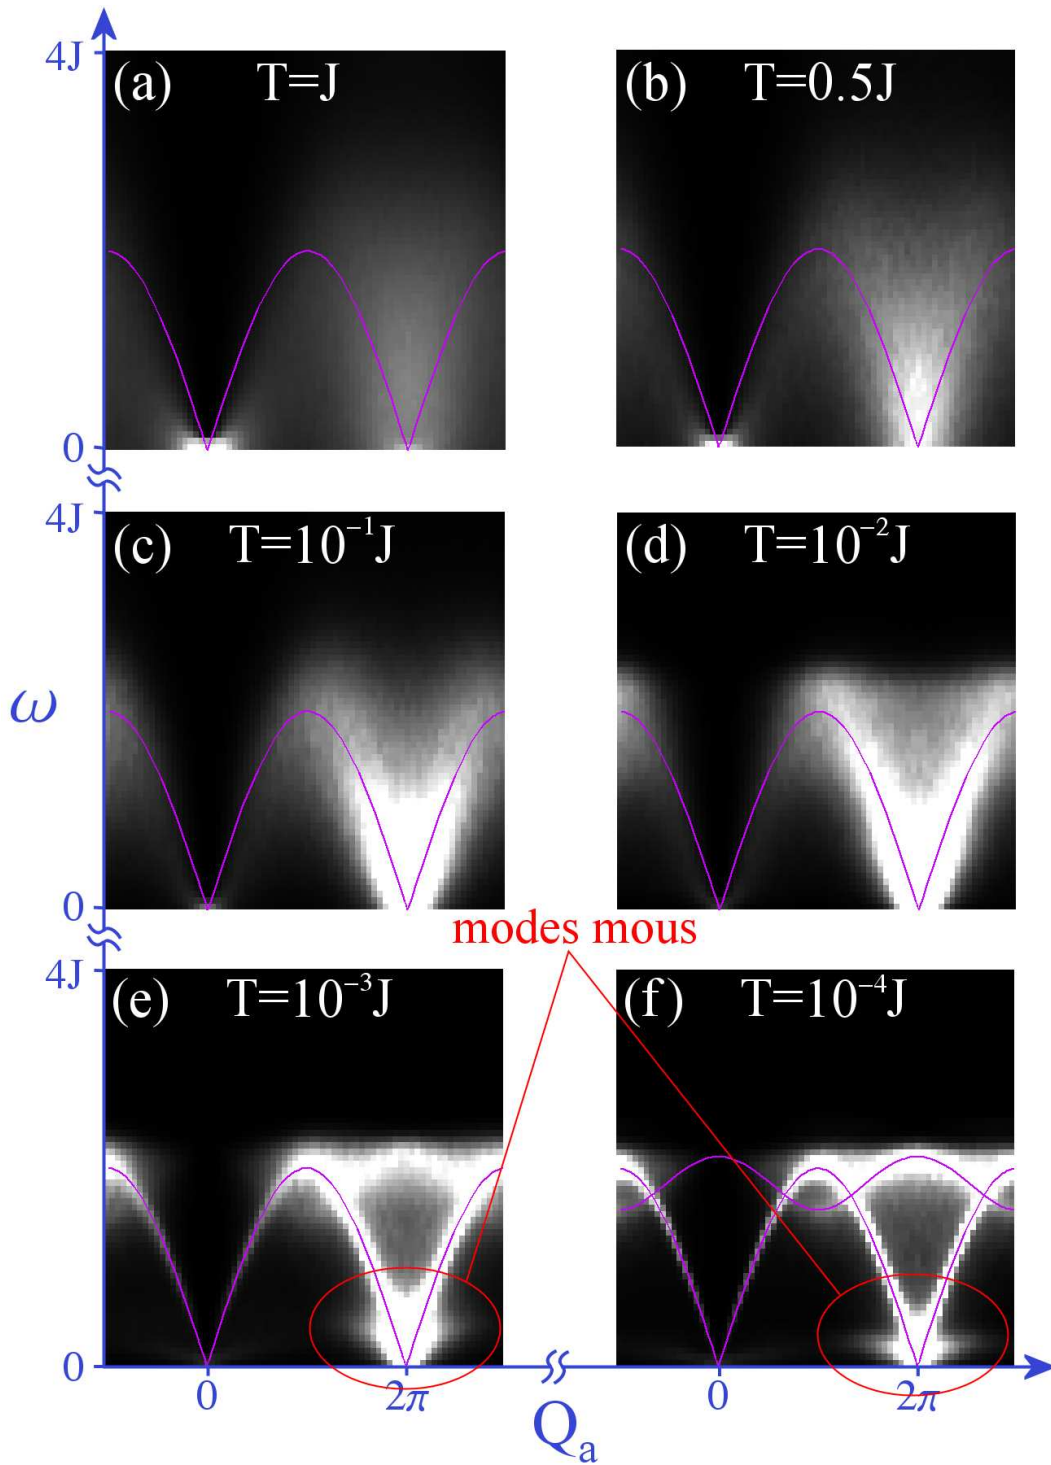 4J
(a) T=J
(b) T=0.5J
0
4J
(c) T=10⁻¹J
(d) T=10⁻²J
ω
0
modes mous
4J
(e) T=10⁻³J
(f) T=10⁻⁴J
0
0 2π 0 2π
Qₐ